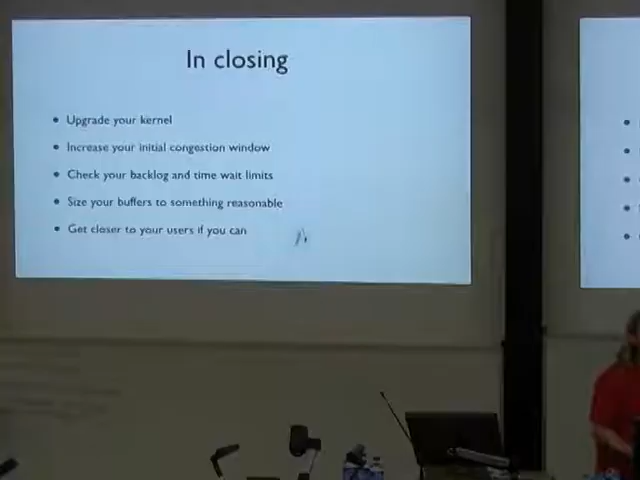 In closing
• Upgrade your kernel
• Increase your initial congestion window
• Check your backlog and time wait limits
• Size your buffers to something reasonable
• Get closer to your users if you can